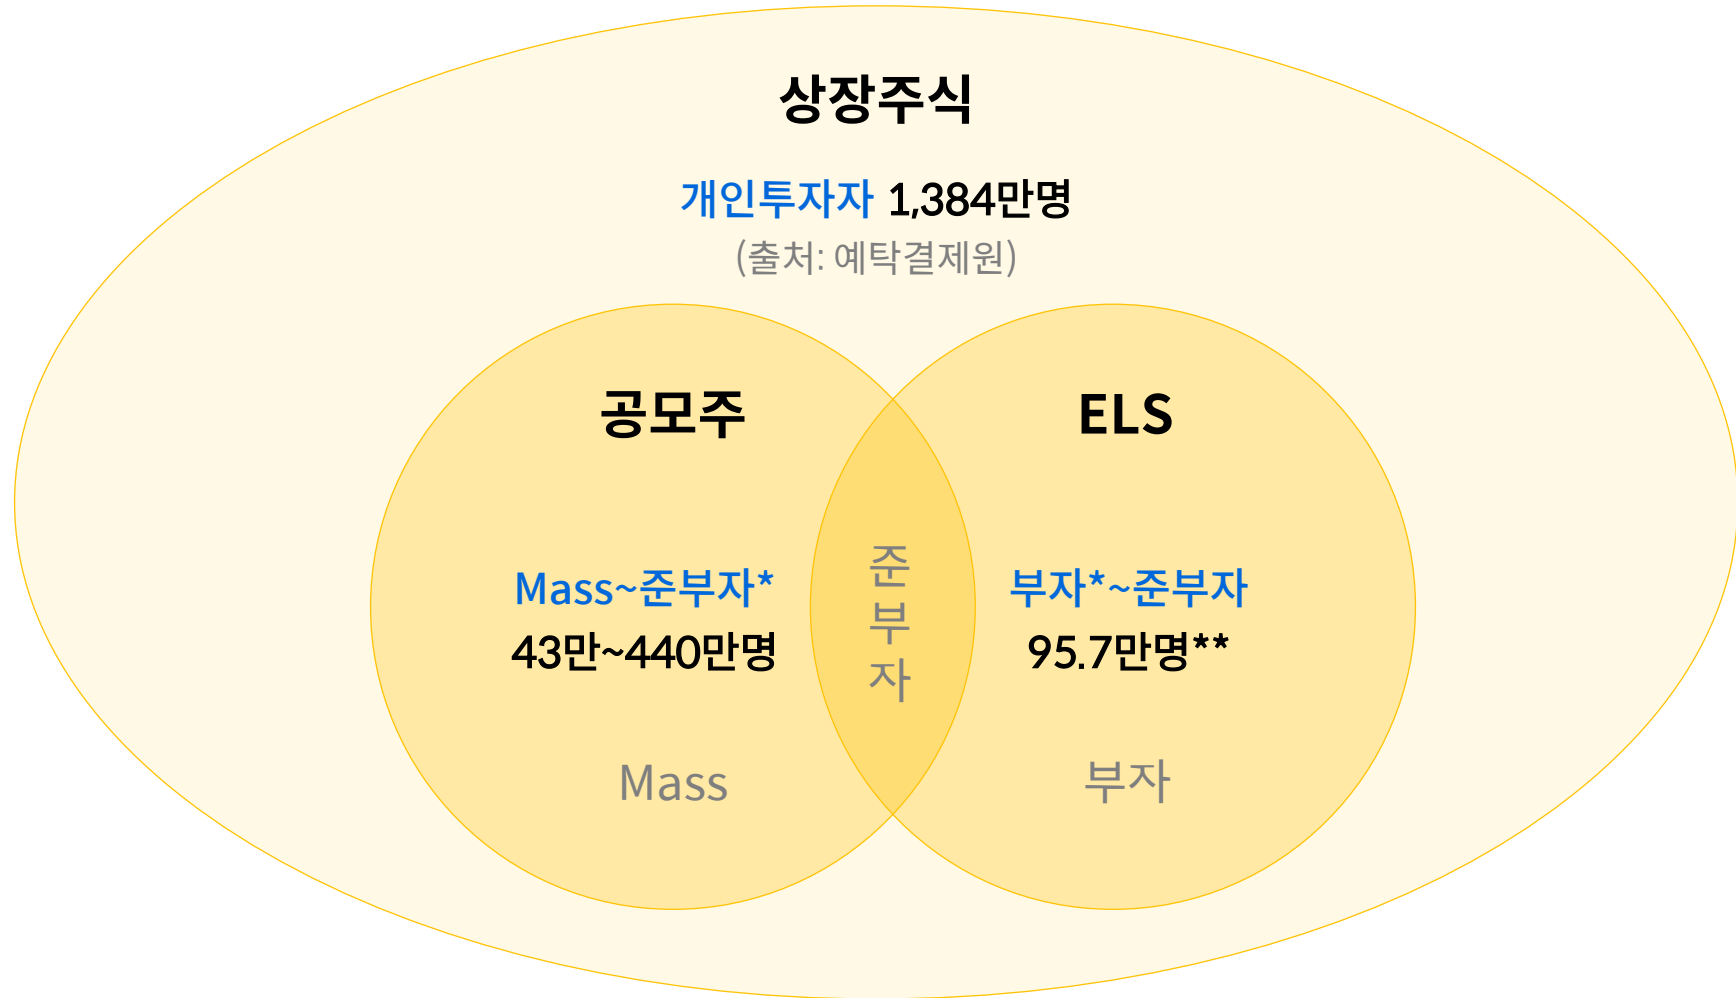 상장주식
개인투자자 1,384만명
(출처: 예탁결제원)
공모주
Mass~준부자*
43만~440만명
Mass
준
부
자
ELS
부자*~준부자
95.7만명**
부자